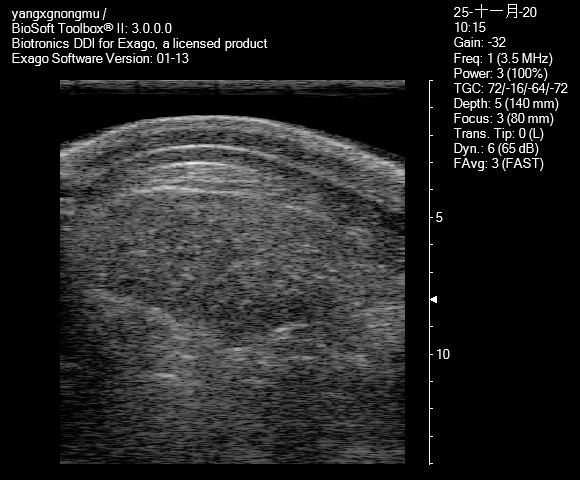 yangxgnongmu /
BioSoft Toolbox® II: 3.0.0.0
Biotronics DDI for Exago, a licensed product
Exago Software Version: 01-13
25-十一月-20
10:15
Gain: -32
Freq: 1 (3.5 MHz)
Power: 3 (100%)
TGC: 72/-16/-64/-72
Depth: 5 (140 mm)
Focus: 3 (80 mm)
Trans. Tip: 0 (L)
Dyn.: 6 (65 dB)
FAvg: 3 (FAST)
5
10